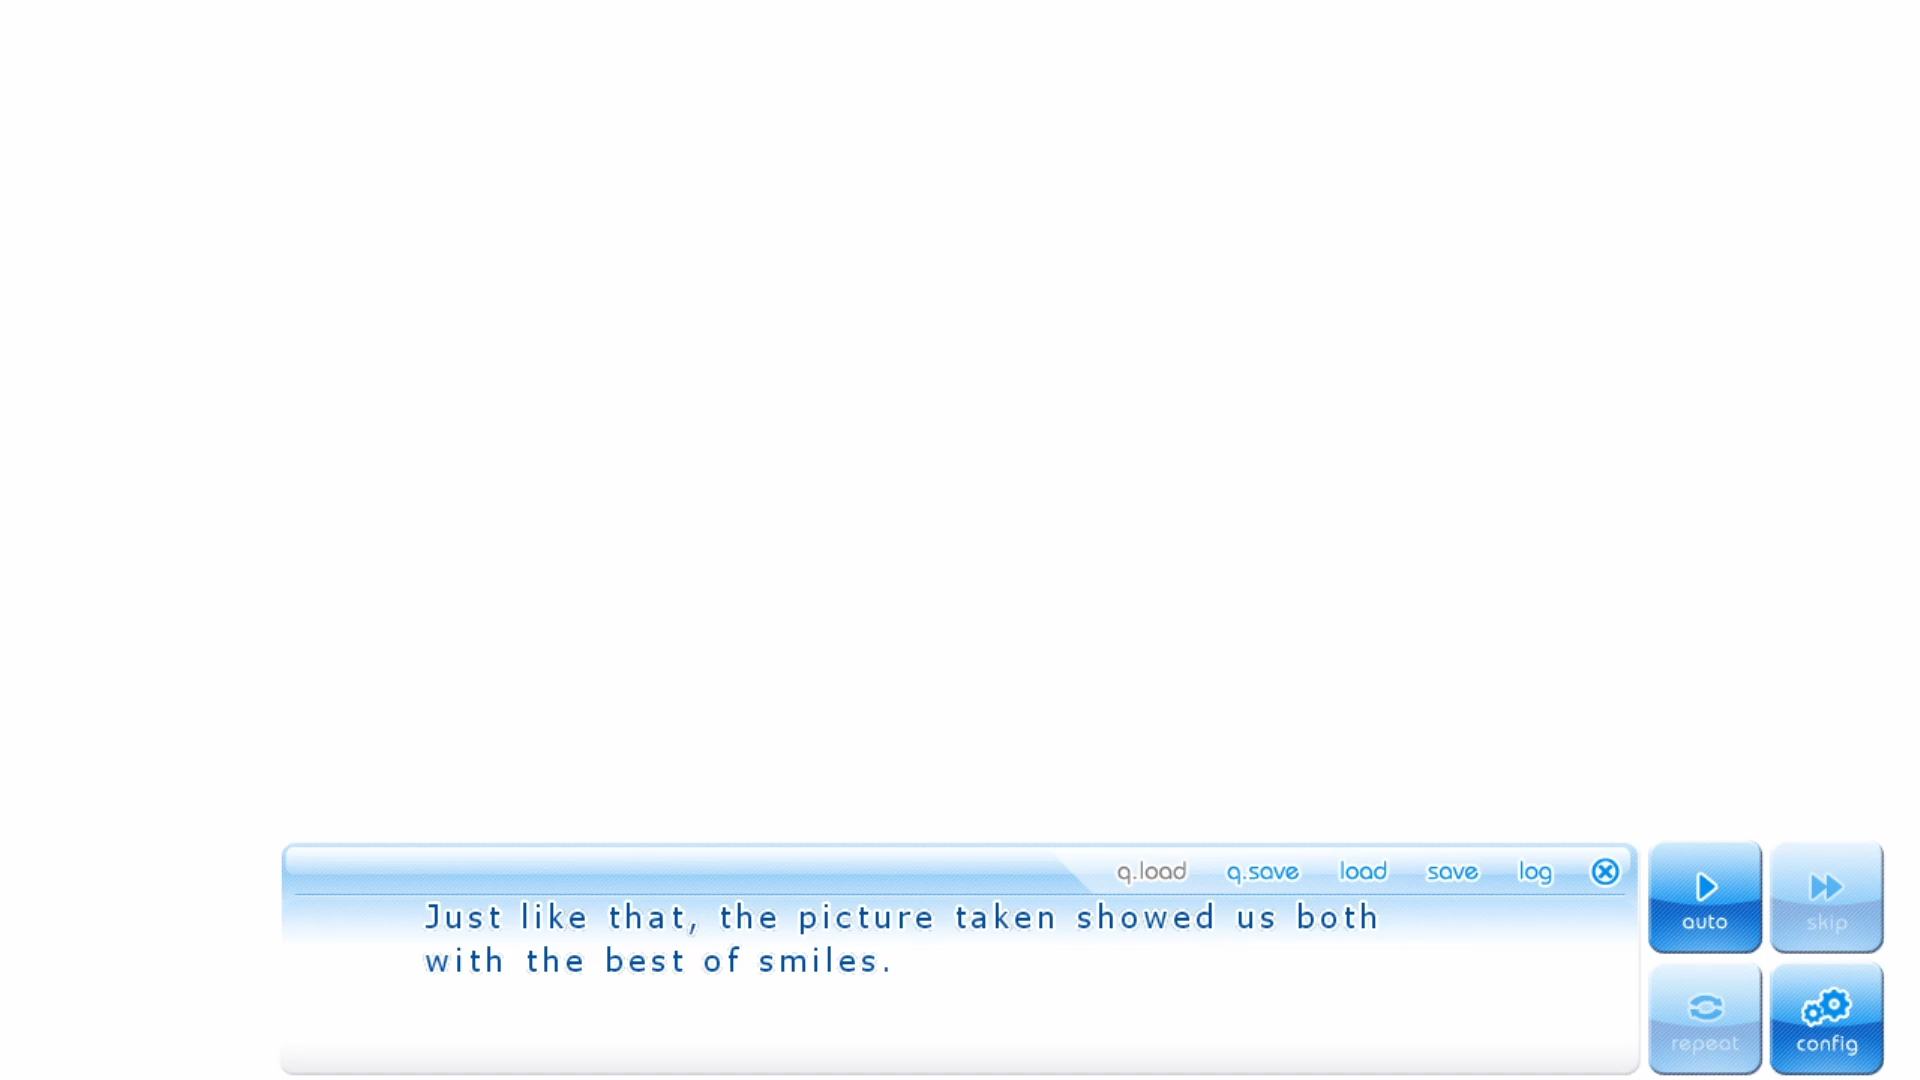 q.load q.save load save log
Just like that, the picture taken showed us both
with the best of smiles.
auto
skip
repeat
config